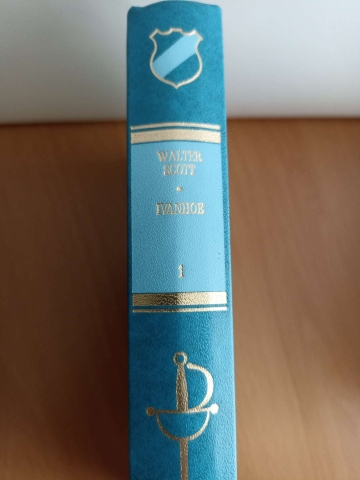 WALTER
SCOTT
IVANHOE
1